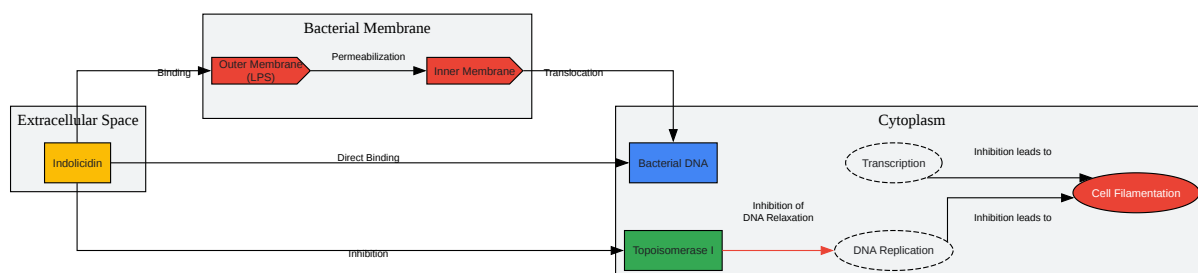 Bacterial Membrane
Outer Membrane
(LPS)
Permeabilization
Inner Membrane
Binding
Translocation
Extracellular Space
Indolicidin
Cytoplasm
Direct Binding
Bacterial DNA
Transcription
Inhibition leads to
Cell Filamentation
Inhibition of
DNA Relaxation
Inhibition leads to
Inhibition
Topoisomerase I
DNA Replication